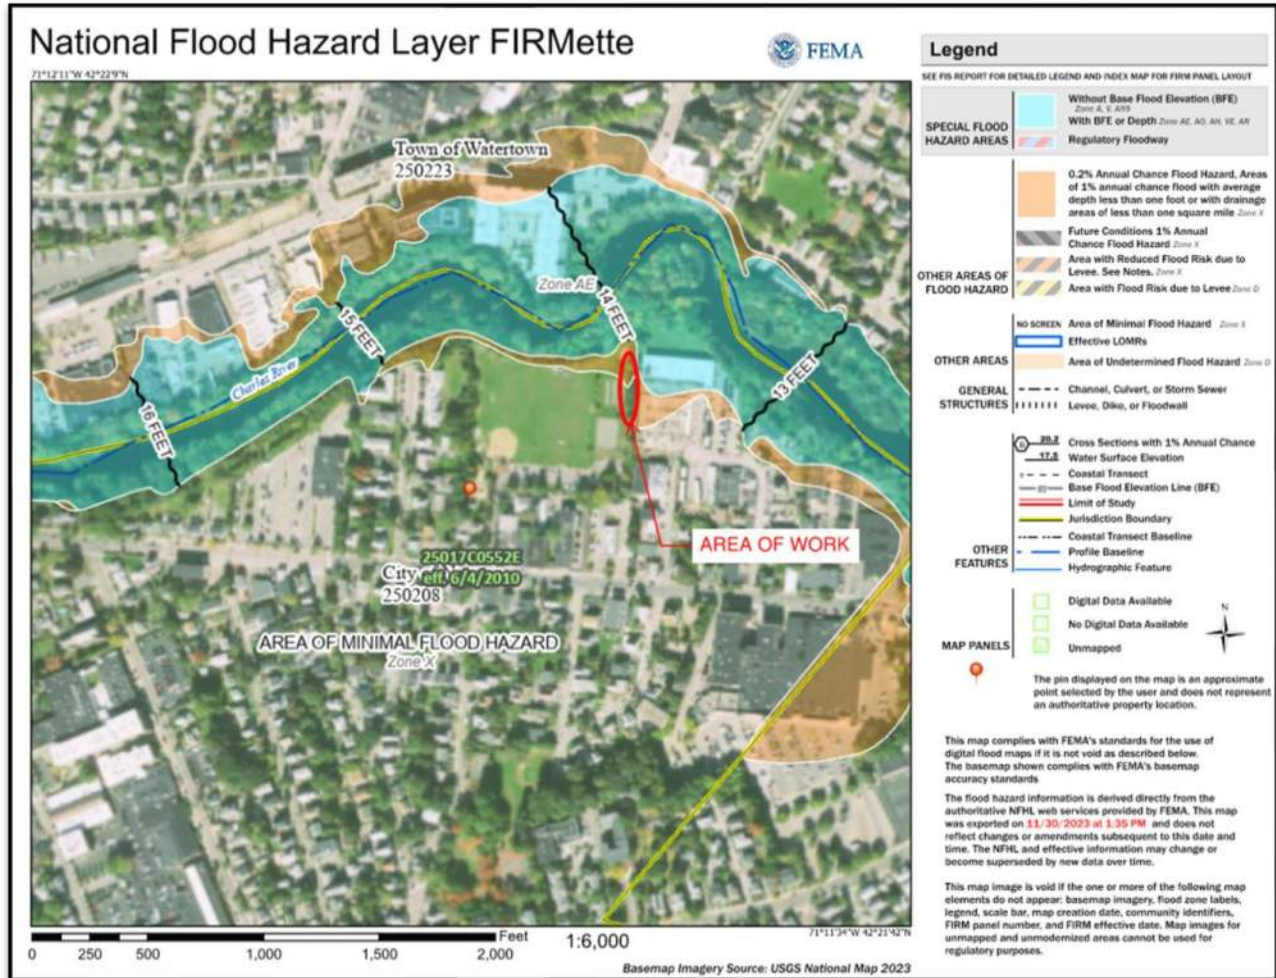 National Flood Hazard Layer FIRMette
FEMA
71°12'11"W 42°22'9"N
Town of Watertown
250223
Zone AE
14 FEET
15 FEET
Charles River
16 FEET
13 FEET
AREA OF WORK
25017C0552E
eff. 6/4/2010
City
250208
AREA OF MINIMAL FLOOD HAZARD
Zone X
71°11'34"W 42°21'42"N
Feet
1:6,000
0 250 500 1,000 1,500 2,000
Basemap Imagery Source: USGS National Map 2023
Legend
SEE FIS REPORT FOR DETAILED LEGEND AND INDEX MAP FOR FIRM PANEL LAYOUT
SPECIAL FLOOD
HAZARD AREAS
Without Base Flood Elevation (BFE)
Zone A, V, A99
With BFE or Depth Zone AE, AO, AH, VE, AR
Regulatory Floodway
0.2% Annual Chance Flood Hazard, Areas
of 1% annual chance flood with average
depth less than one foot or with drainage
areas of less than one square mile Zone X
Future Conditions 1% Annual
Chance Flood Hazard Zone X
Area with Reduced Flood Risk due to
Levee. See Notes. Zone X
Area with Flood Risk due to Levee Zone D
OTHER AREAS OF
FLOOD HAZARD
NO SCREEN Area of Minimal Flood Hazard Zone X
Effective LOMRs
OTHER AREAS
Area of Undetermined Flood Hazard Zone D
GENERAL
STRUCTURES
Channel, Culvert, or Storm Sewer
Levee, Dike, or Floodwall
20.2 Cross Sections with 1% Annual Chance
17.5 Water Surface Elevation
Coastal Transect
Base Flood Elevation Line (BFE)
Limit of Study
Jurisdiction Boundary
Coastal Transect Baseline
OTHER
FEATURES
Profile Baseline
Hydrographic Feature
Digital Data Available
No Digital Data Available
MAP PANELS
Unmapped
N
The pin displayed on the map is an approximate
point selected by the user and does not represent
an authoritative property location.
This map complies with FEMA's standards for the use of
digital flood maps if it is not void as described below.
The basemap shown complies with FEMA's basemap
accuracy standards
The flood hazard information is derived directly from the
authoritative NFHL web services provided by FEMA. This map
was exported on 11/30/2023 at 1:35 PM and does not
reflect changes or amendments subsequent to this date and
time. The NFHL and effective information may change or
become superseded by new data over time.
This map image is void if the one or more of the following map
elements do not appear: basemap imagery, flood zone labels,
legend, scale bar, map creation date, community identifiers,
FIRM panel number, and FIRM effective date. Map images for
unmapped and unmodernized areas cannot be used for
regulatory purposes.